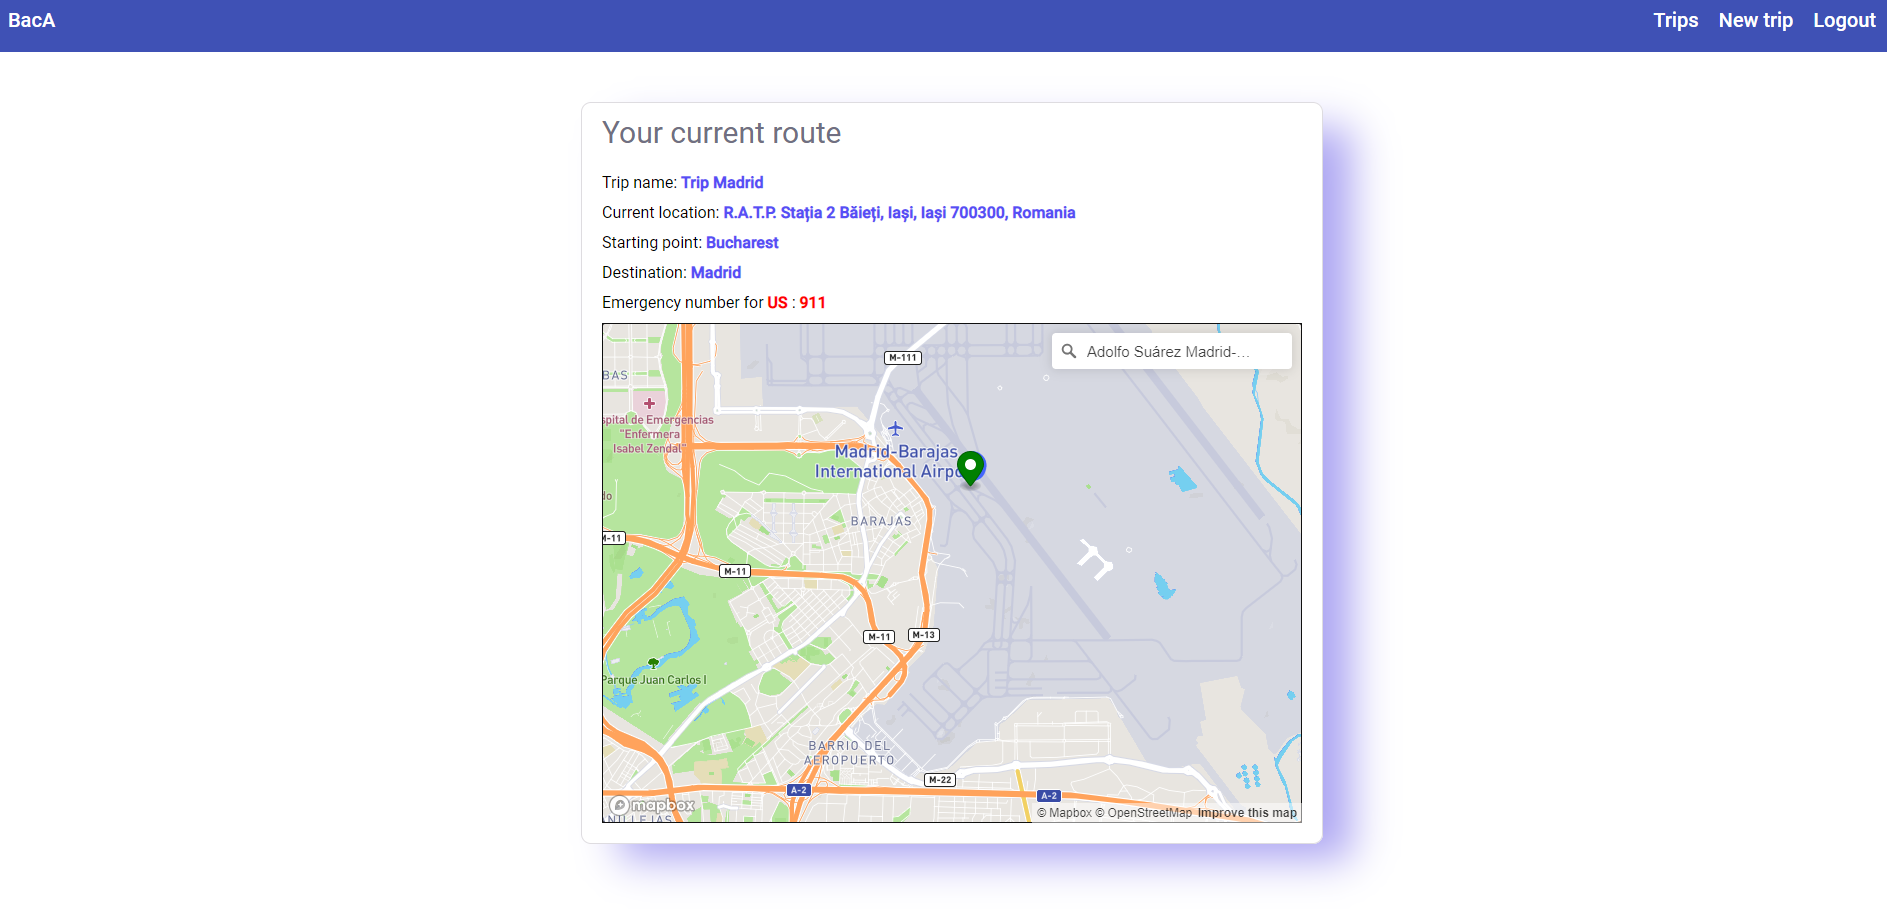 BacA
Trips New trip Logout
Your current route
Trip name: Trip Madrid
Current location: R.A.T.P. Stația 2 Băieți, Iași, Iași 700300, Romania
Starting point: Bucharest
Destination: Madrid
Emergency number for US : 911
Adolfo Suárez Madrid-...
M-111
BAS
spital de Emergencias
"Enfermera
Isabel Zendal"
Madrid-Barajas
International Airpo
do
BARAJAS
M-11
M-11
M-11
M-13
Parque Juan Carlos I
BARRIO DEL
AEROPUERTO
M-22
A-2
A-2
mapbox
© Mapbox © OpenStreetMap Improve this map
NILLEJAS